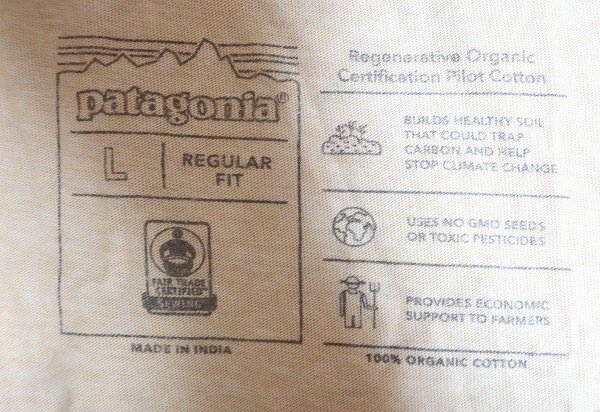 patagonia®
L
REGULAR
FIT
FAIR TRADE
CERTIFIED™
SEWING
MADE IN INDIA
Regenerative Organic
Certification Pilot Cotton
BUILDS HEALTHY SOIL
THAT COULD TRAP
CARBON AND HELP
STOP CLIMATE CHANGE
USES NO GMO SEEDS
OR TOXIC PESTICIDES
PROVIDES ECONOMIC
SUPPORT TO FARMERS
100% ORGANIC COTTON